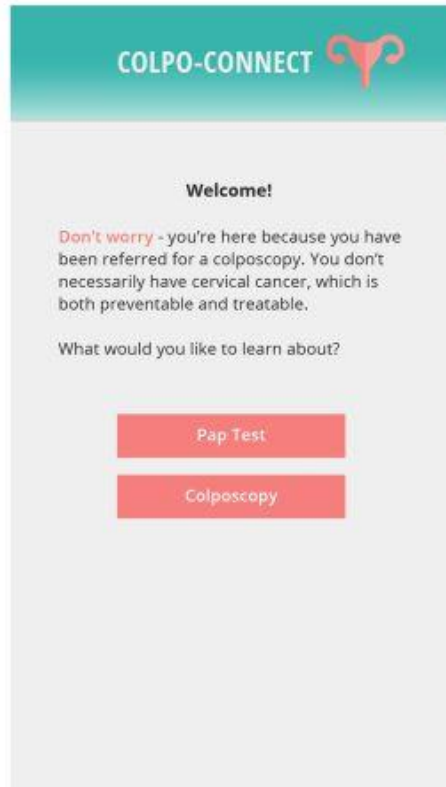 COLPO-CONNECT
Welcome!
Don't worry - you're here because you have
been referred for a colposcopy. You don't
necessarily have cervical cancer, which is
both preventable and treatable.
What would you like to learn about?
Pap Test
Colposcopy